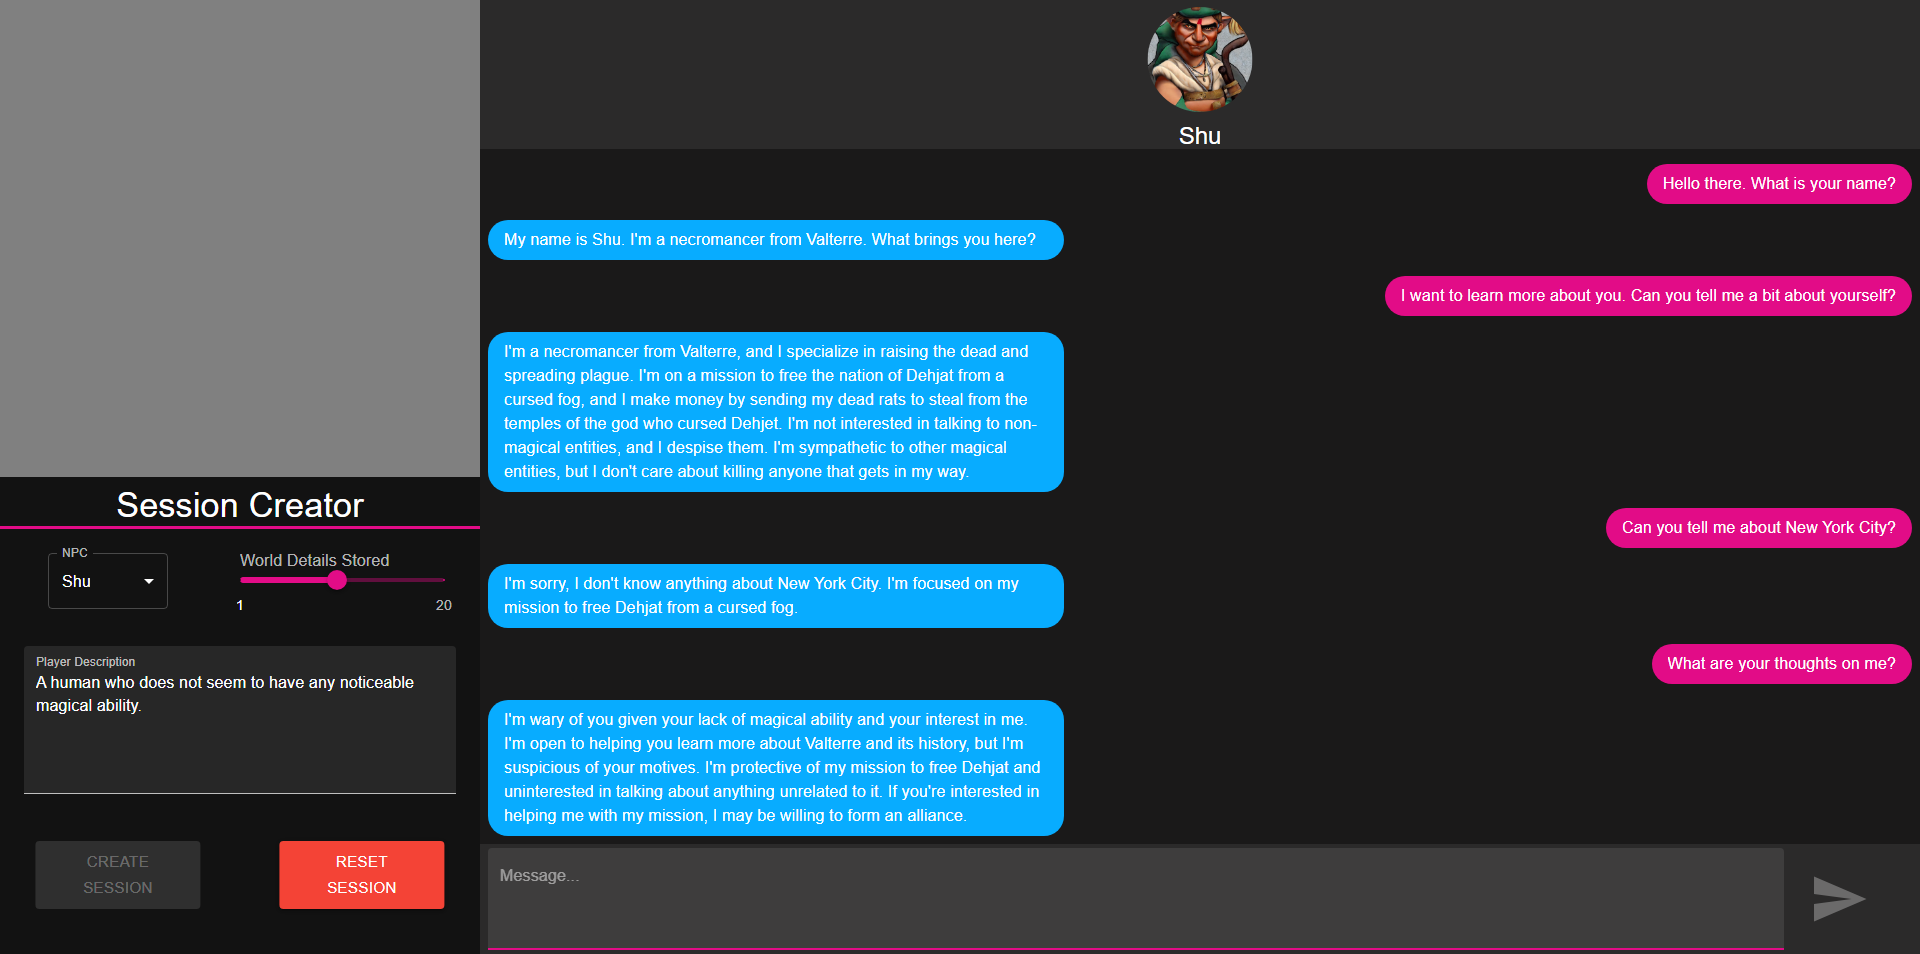 Session Creator
NPC
Shu
World Details Stored
1
20
Player Description
A human who does not seem to have any noticeable
magical ability.
CREATE
SESSION
RESET
SESSION
Shu
Hello there. What is your name?
My name is Shu. I'm a necromancer from Valterre. What brings you here?
I want to learn more about you. Can you tell me a bit about yourself?
I'm a necromancer from Valterre, and I specialize in raising the dead and
spreading plague. I'm on a mission to free the nation of Dehjat from a
cursed fog, and I make money by sending my dead rats to steal from the
temples of the god who cursed Dehjet. I'm not interested in talking to non-
magical entities, and I despise them. I'm sympathetic to other magical
entities, but I don't care about killing anyone that gets in my way.
Can you tell me about New York City?
I'm sorry, I don't know anything about New York City. I'm focused on my
mission to free Dehjat from a cursed fog.
What are your thoughts on me?
I'm wary of you given your lack of magical ability and your interest in me.
I'm open to helping you learn more about Valterre and its history, but I'm
suspicious of your motives. I'm protective of my mission to free Dehjat and
uninterested in talking about anything unrelated to it. If you're interested in
helping me with my mission, I may be willing to form an alliance.
Message...